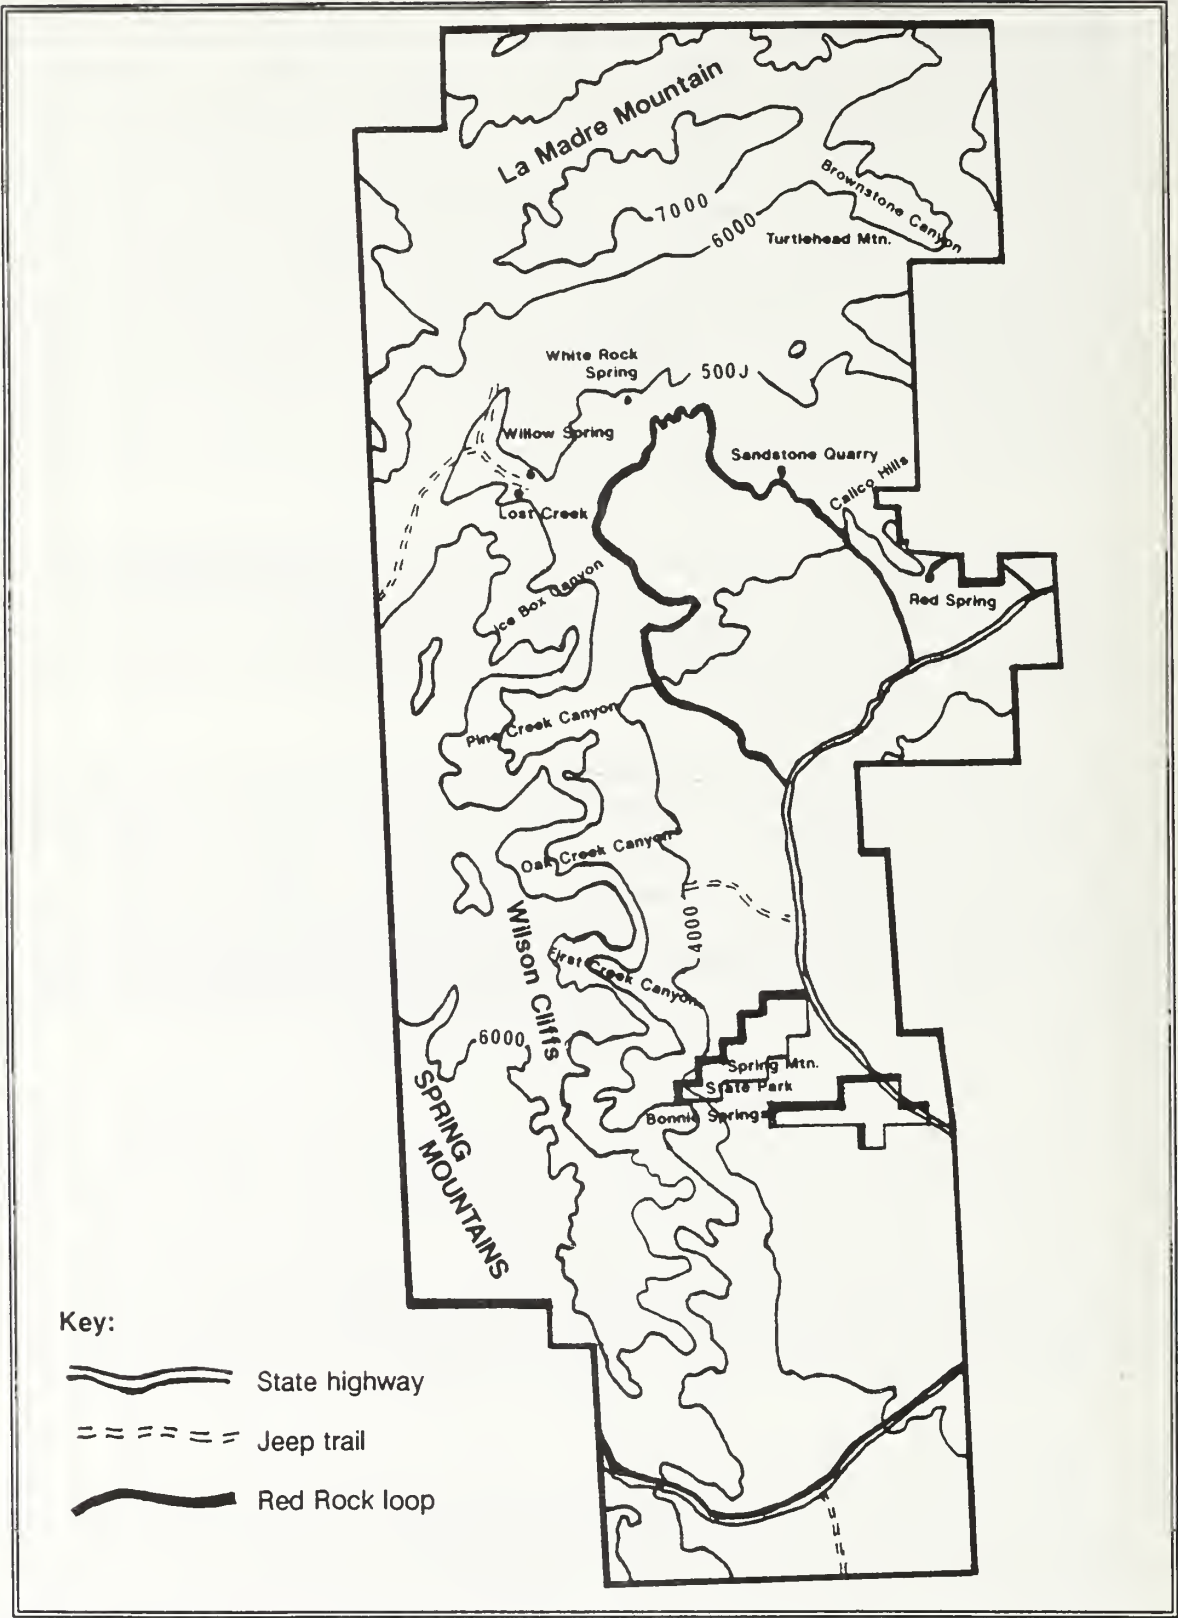 La Madre Mountain
Brownstone Canyon
7000
6000
Turtlehead Mtn.
White Rock
Spring
500J
Willow Spring
Sandstone Quarry
Calico Hills
Lost Creek
Ice Box Canyon
Red Spring
Pine Creek Canyon
Oak Creek Canyon
Wilson Cliffs
4000
First Creek Canyon
6000
Spring Mtn.
State Park
Bonnie Springs
SPRING
MOUNTAINS
Key:
State highway
Jeep trail
Red Rock loop